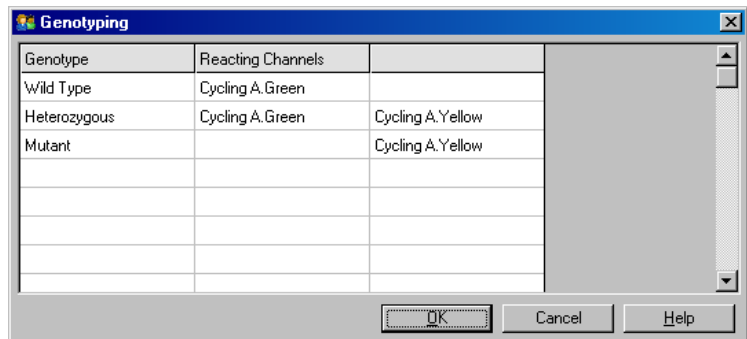 Genotyping
Genotype Reacting Channels
Wild Type Cycling A.Green
Heterozygous Cycling A.Green Cycling A.Yellow
Mutant Cycling A.Yellow
OK Cancel Help